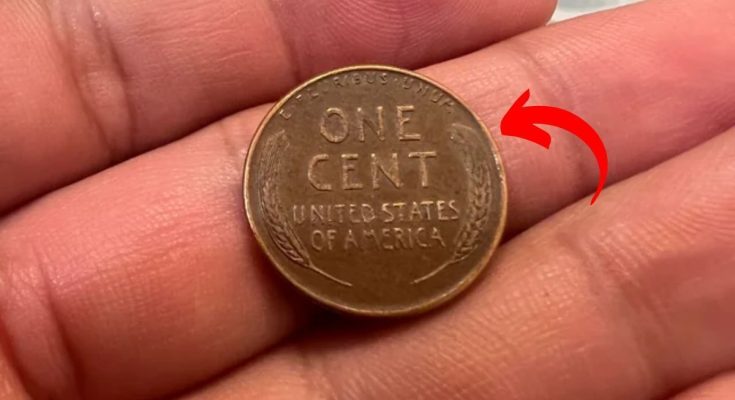 E·PLURIBUS·UNUM
ONE
CENT
UNITED STATES
OF AMERICA